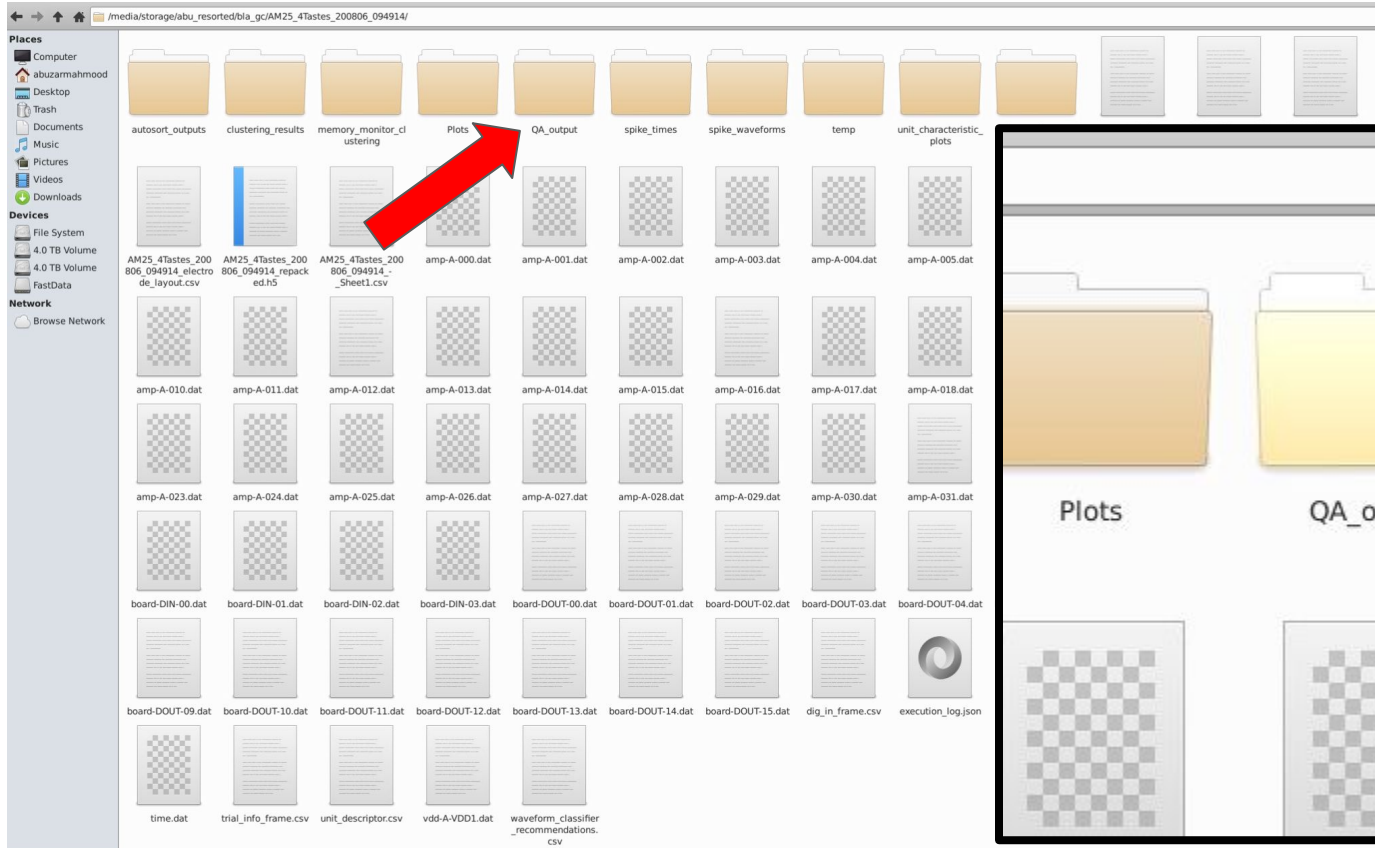 /media/storage/abu_resorted/bla_gc/AM25_4Tastes_200806_094914/
Places
Computer
abuzarmahmood
Desktop
Trash
Documents
Music
Pictures
Videos
Downloads
Devices
File System
4.0 TB Volume
4.0 TB Volume
FastData
Network
Browse Network
autosort_outputs
clustering_results
memory_monitor_cl
ustering
Plots
QA_output
spike_times
spike_waveforms
temp
unit_characteristic_
plots
AM25_4Tastes_200
806_094914_electro
de_layout.csv
AM25_4Tastes_200
806_094914_repack
ed.h5
AM25_4Tastes_200
806_094914_-
_Sheet1.csv
amp-A-000.dat
amp-A-001.dat
amp-A-002.dat
amp-A-003.dat
amp-A-004.dat
amp-A-005.dat
amp-A-010.dat
amp-A-011.dat
amp-A-012.dat
amp-A-013.dat
amp-A-014.dat
amp-A-015.dat
amp-A-016.dat
amp-A-017.dat
amp-A-018.dat
amp-A-023.dat
amp-A-024.dat
amp-A-025.dat
amp-A-026.dat
amp-A-027.dat
amp-A-028.dat
amp-A-029.dat
amp-A-030.dat
amp-A-031.dat
board-DIN-00.dat
board-DIN-01.dat
board-DIN-02.dat
board-DIN-03.dat
board-DOUT-00.dat
board-DOUT-01.dat
board-DOUT-02.dat
board-DOUT-03.dat
board-DOUT-04.dat
board-DOUT-09.dat
board-DOUT-10.dat
board-DOUT-11.dat
board-DOUT-12.dat
board-DOUT-13.dat
board-DOUT-14.dat
board-DOUT-15.dat
dig_in_frame.csv
execution_log.json
time.dat
trial_info_frame.csv
unit_descriptor.csv
vdd-A-VDD1.dat
waveform_classifier
_recommendations.
csv
Plots
QA_o